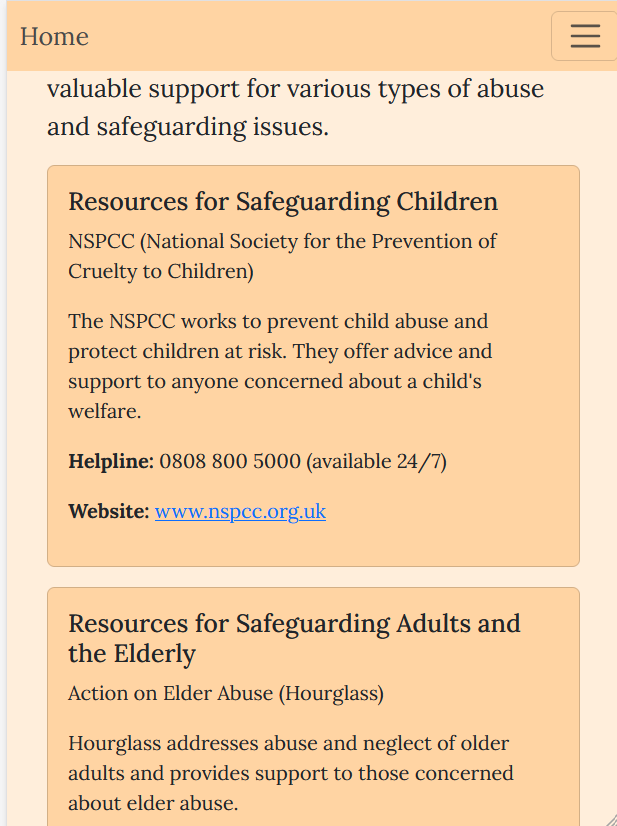 Home
valuable support for various types of abuse
and safeguarding issues.
Resources for Safeguarding Children
NSPCC (National Society for the Prevention of
Cruelty to Children)
The NSPCC works to prevent child abuse and
protect children at risk. They offer advice and
support to anyone concerned about a child's
welfare.
Helpline: 0808 800 5000 (available 24/7)
Website: www.nspcc.org.uk
Resources for Safeguarding Adults and
the Elderly
Action on Elder Abuse (Hourglass)
Hourglass addresses abuse and neglect of older
adults and provides support to those concerned
about elder abuse.